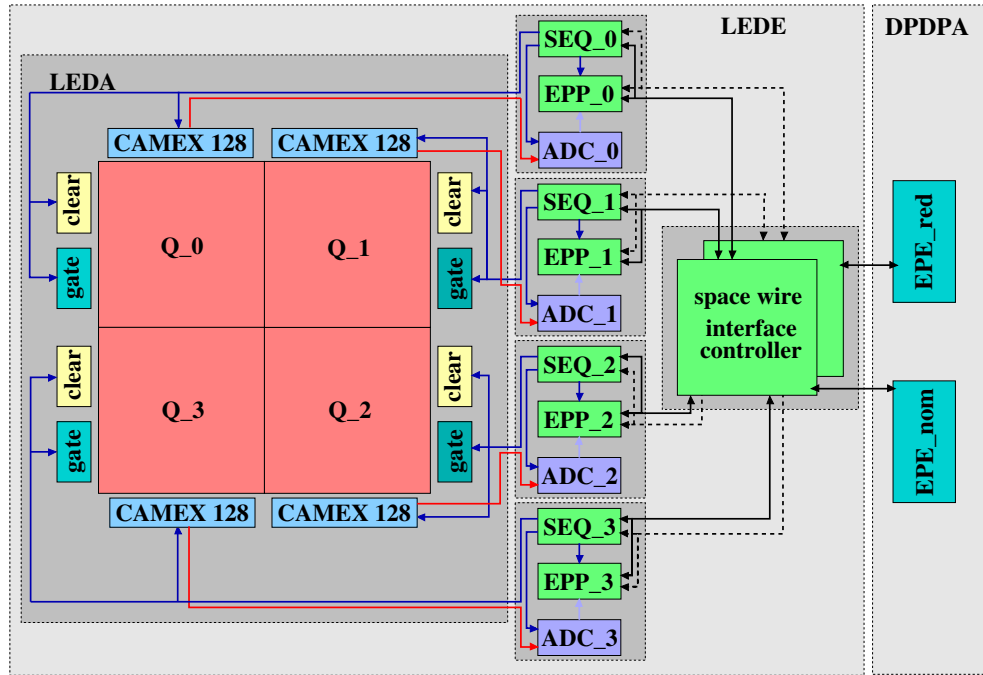 LEDE
DPDPA
LEDA
SEQ_0
EPP_0
ADC_0
CAMEX 128
CAMEX 128
clear
gate
Q_0
Q_1
clear
gate
SEQ_1
EPP_1
ADC_1
space wire
interface
controller
EPE_red
clear
gate
Q_3
Q_2
clear
gate
SEQ_2
EPP_2
ADC_2
EPE_nom
CAMEX 128
CAMEX 128
SEQ_3
EPP_3
ADC_3